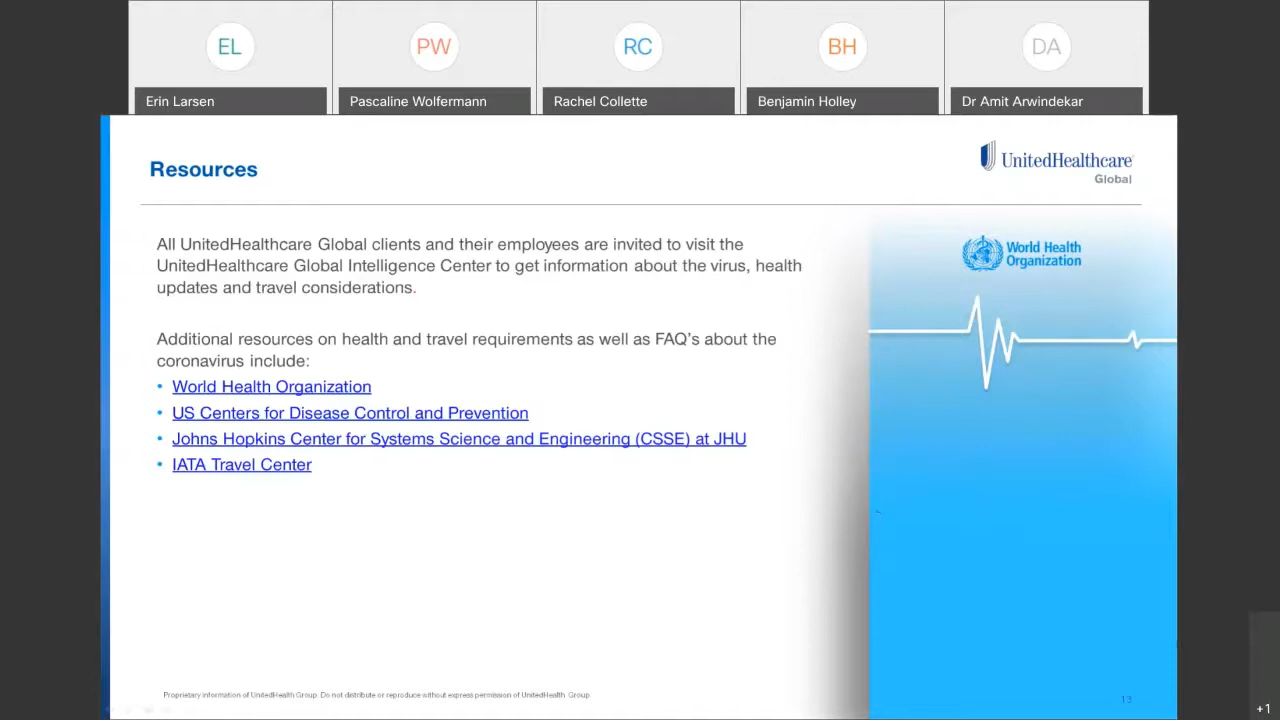 EL
PW
RC
BH
DA
Erin Larsen
Pascaline Wolfermann
Rachel Collette
Benjamin Holley
Dr Amit Arwindekar
Resources
UnitedHealthcare
Global
All UnitedHealthcare Global clients and their employees are invited to visit the
UnitedHealthcare Global Intelligence Center to get information about the virus, health
updates and travel considerations.
World Health
Organization
Additional resources on health and travel requirements as well as FAQ's about the
coronavirus include:
• World Health Organization
• US Centers for Disease Control and Prevention
• Johns Hopkins Center for Systems Science and Engineering (CSSE) at JHU
• IATA Travel Center
Proprietary information of UnitedHealth Group. Do not distribute or reproduce without express permission of UnitedHealth Group.
13
+1